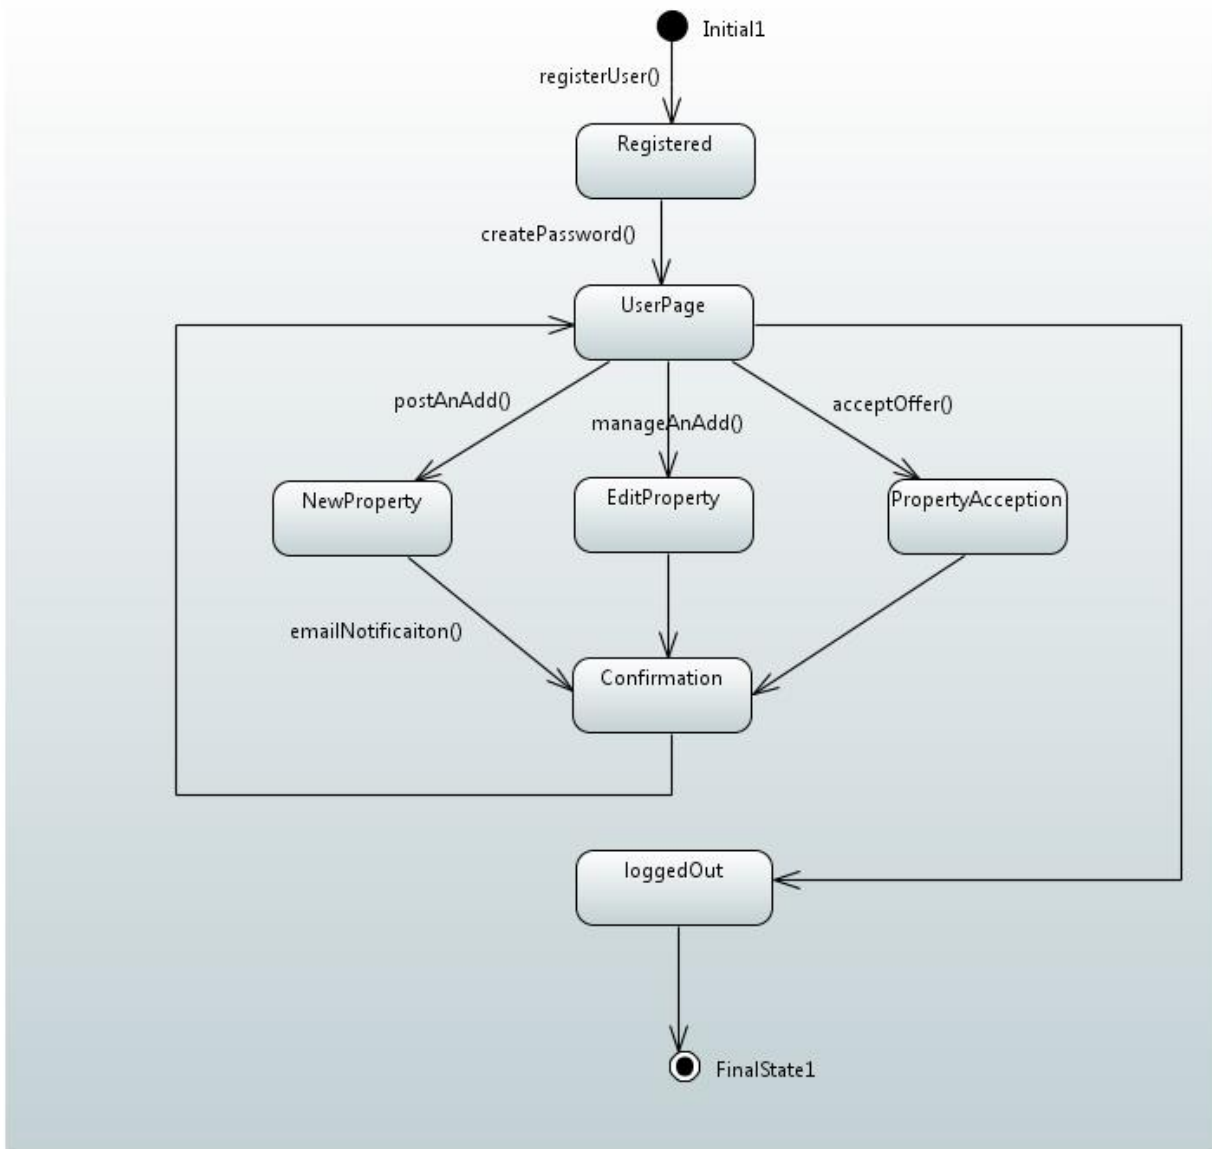 Initial1
registerUser()
Registered
createPassword()
UserPage
postAnAdd()
manageAnAdd()
acceptOffer()
NewProperty
EditProperty
PropertyAcception
emailNotificaiton()
Confirmation
loggedOut
FinalState1